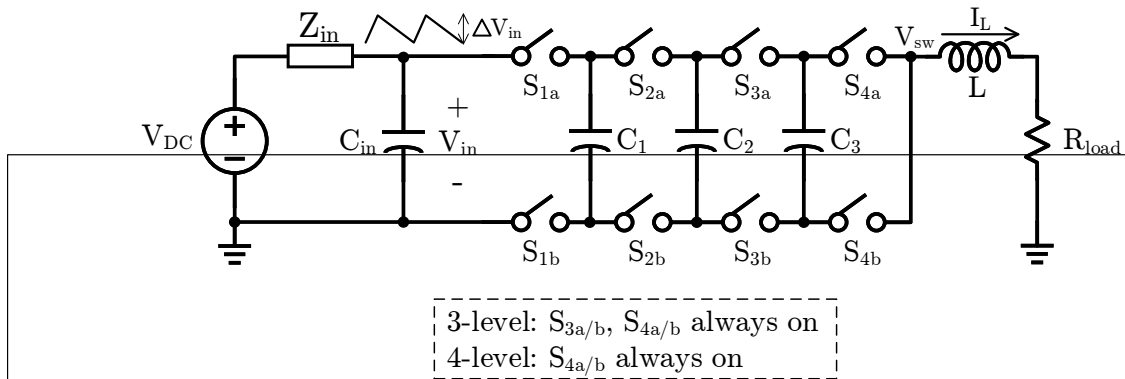 Z_in
ΔV_in
I_L
V_sw
S_1a S_2a S_3a S_4a
L
+
V_DC
+
-
C_in
V_in
C_1 C_2 C_3
R_load
-
S_1b S_2b S_3b S_4b
3-level: S_3a/b, S_4a/b always on
4-level: S_4a/b always on